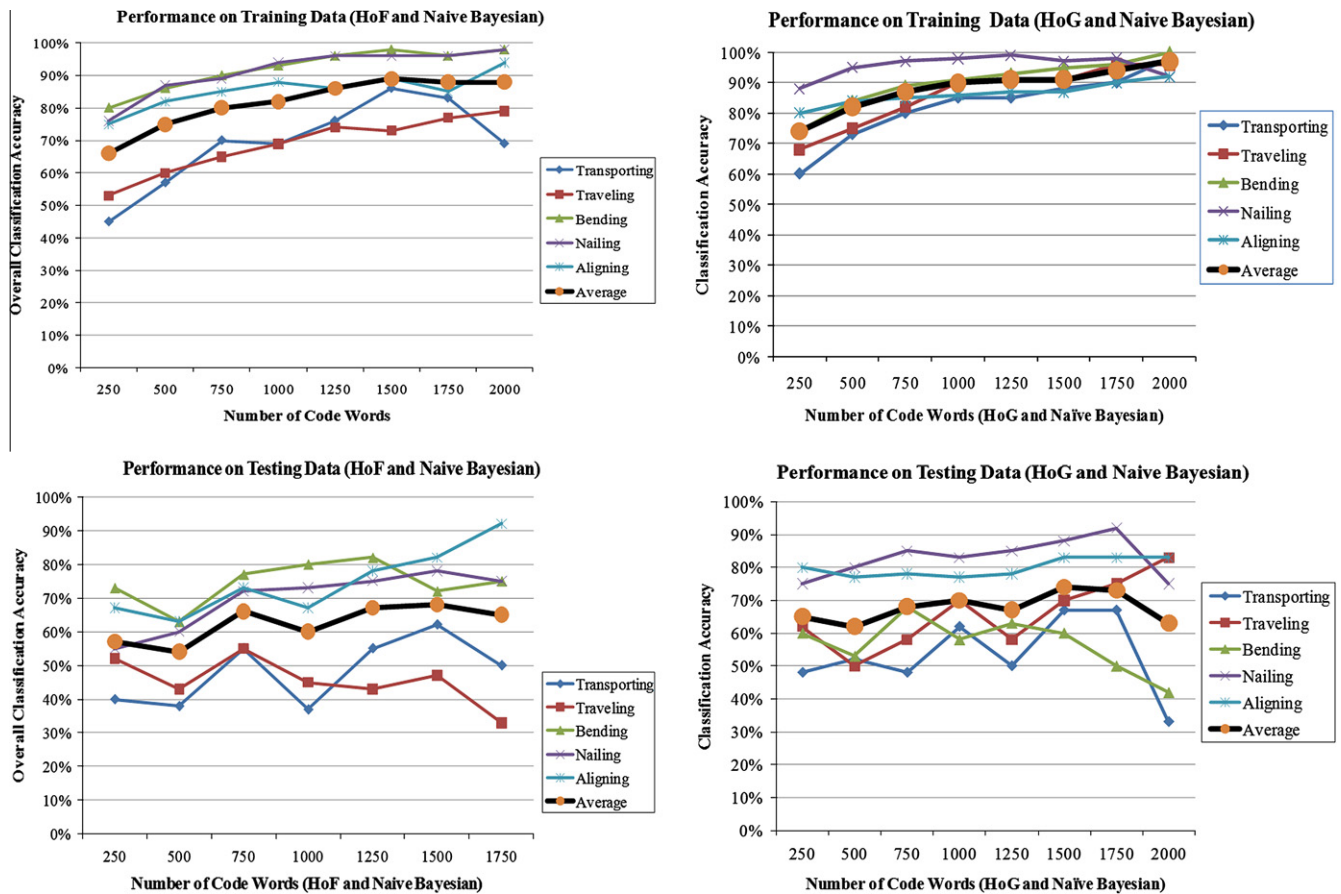 Performance on Training Data (HoF and Naive Bayesian)
Overall Classification Accuracy
100%
90%
80%
70%
60%
50%
40%
30%
20%
10%
0%
250 500 750 1000 1250 1500 1750 2000
Number of Code Words
Transporting
Traveling
Bending
Nailing
Aligning
Average
Performance on Training Data (HoG and Naive Bayesian)
Classification Accuracy
100%
90%
80%
70%
60%
50%
40%
30%
20%
10%
0%
250 500 750 1000 1250 1500 1750 2000
Number of Code Words (HoG and Naïve Bayesian)
Transporting
Traveling
Bending
Nailing
Aligning
Average
Performance on Testing Data (HoF and Naive Bayesian)
Overall Classification Accuracy
100%
90%
80%
70%
60%
50%
40%
30%
20%
10%
0%
250 500 750 1000 1250 1500 1750
Number of Code Words (HoF and Naive Bayesian)
Transporting
Traveling
Bending
Nailing
Aligning
Average
Performance on Testing Data (HoG and Naive Bayesian)
Classification Accuracy
100%
90%
80%
70%
60%
50%
40%
30%
20%
10%
0%
250 500 750 1000 1250 1500 1750 2000
Number of Code Words (HoG and Naïve Bayesian)
Transporting
Traveling
Bending
Nailing
Aligning
Average